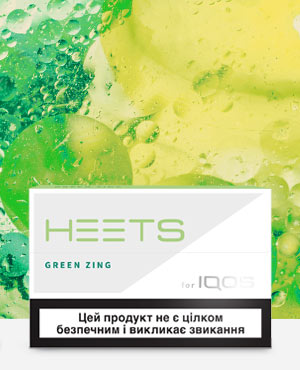 HEETS
GREEN ZING
for IQOS
Цей продукт не є цілком
безпечним і викликає звикання